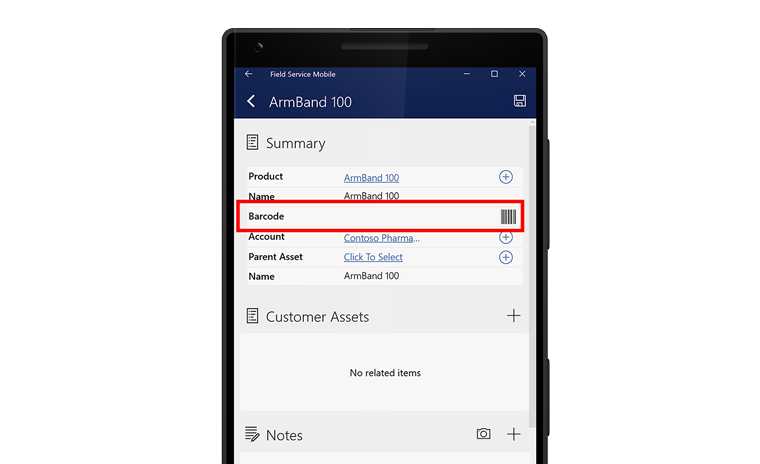 Field Service Mobile
ArmBand 100
Summary
Product ArmBand 100
Name ArmBand 100
Barcode
Account Contoso Pharma...
Parent Asset Click To Select
Name ArmBand 100
Customer Assets
No related items
Notes